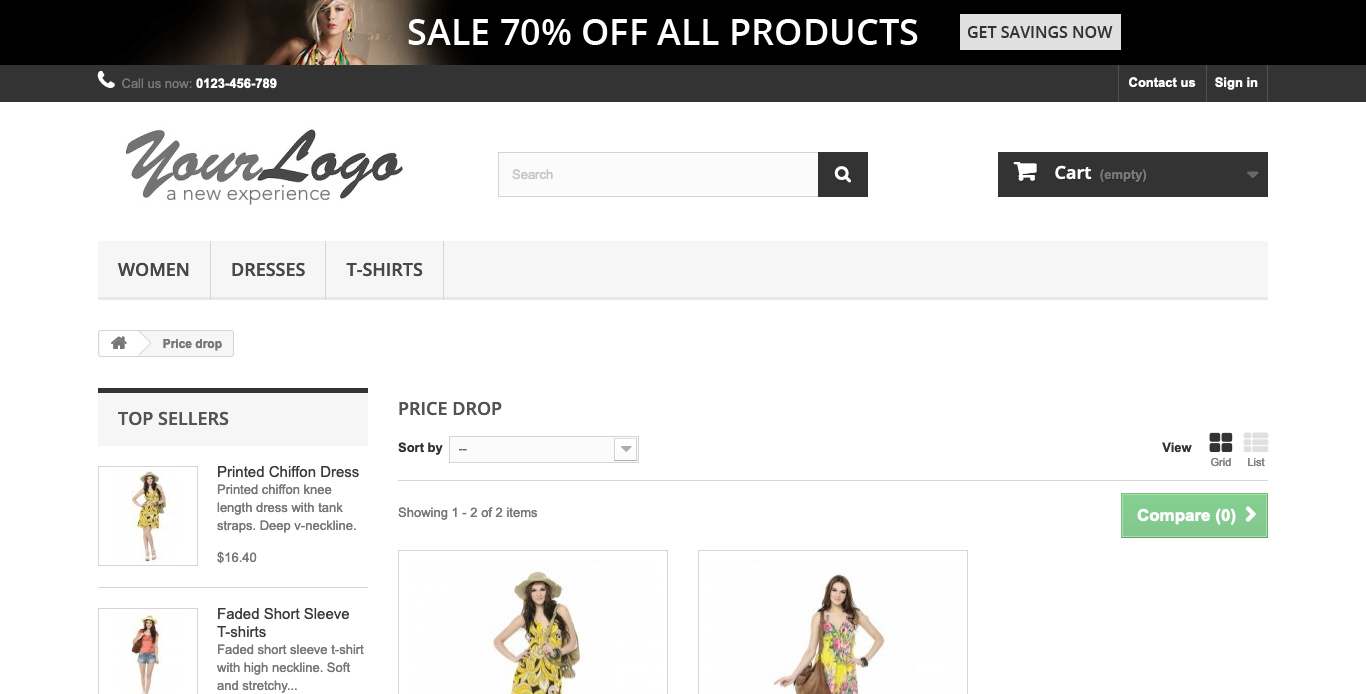 SALE 70% OFF ALL PRODUCTS
GET SAVINGS NOW
Call us now: 0123-456-789
Contact us
Sign in
YourLogo
a new experience
Search
Cart (empty)
WOMEN
DRESSES
T-SHIRTS
Price drop
TOP SELLERS
Printed Chiffon Dress
Printed chiffon knee
length dress with tank
straps. Deep v-neckline.
$16.40
Faded Short Sleeve
T-shirts
Faded short sleeve t-shirt
with high neckline. Soft
and stretchy...
PRICE DROP
Sort by
--
View
Grid
List
Showing 1 - 2 of 2 items
Compare (0)